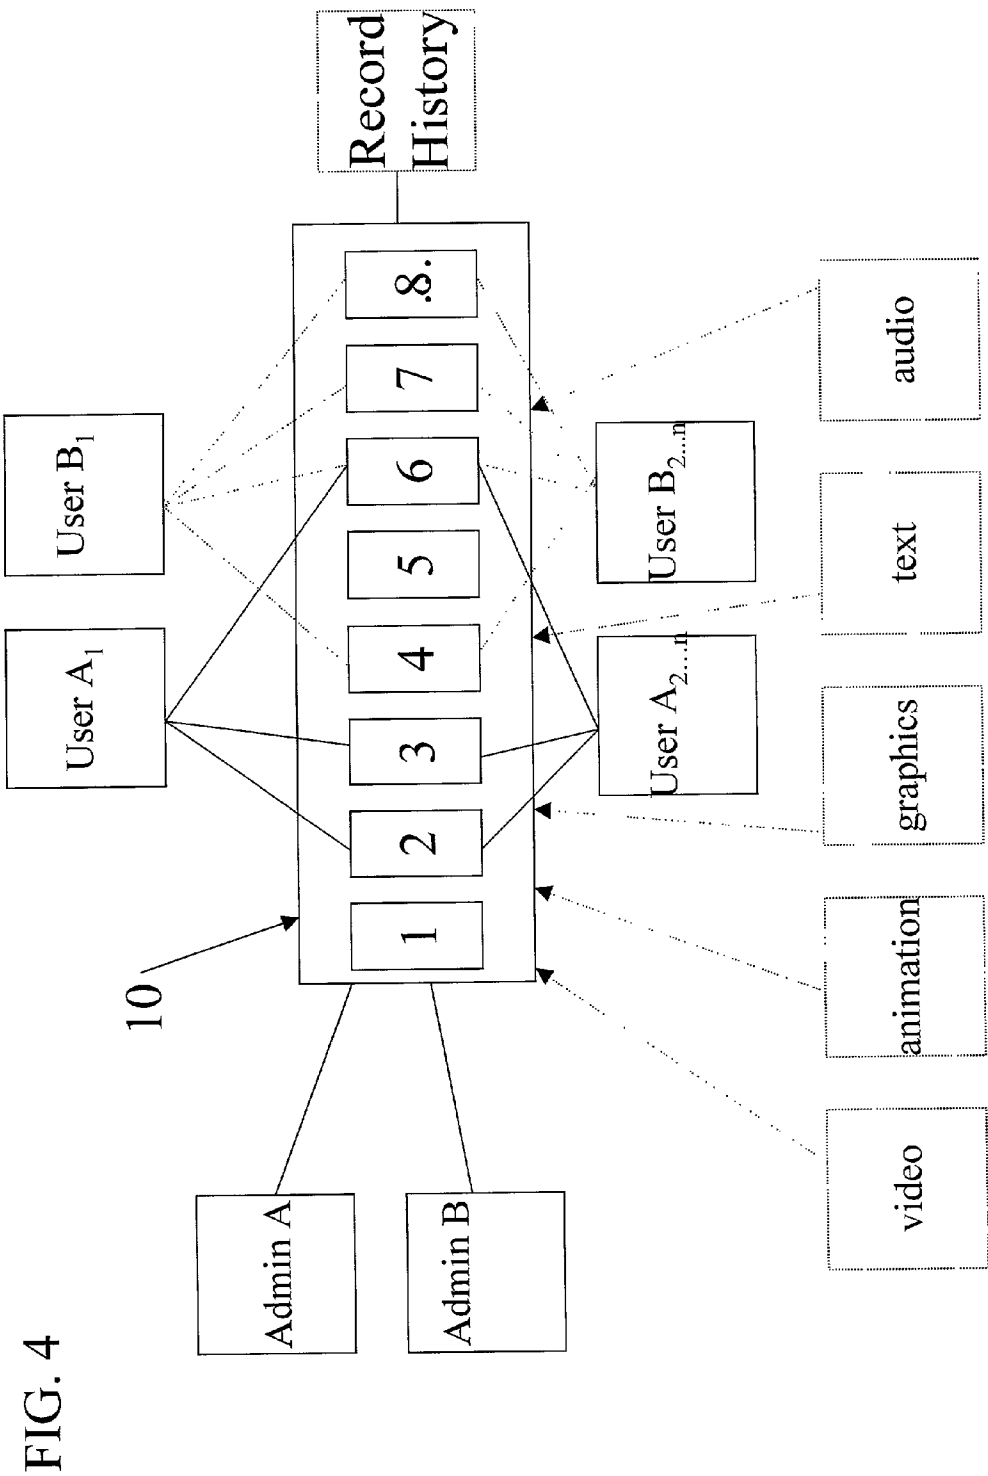 FIG. 4
User A1
User B1
10
Admin A
Admin B
1
2
3
4
5
6
7
.8.
Record
History
User A2...n
User B2...n
video
animation
graphics
text
audio